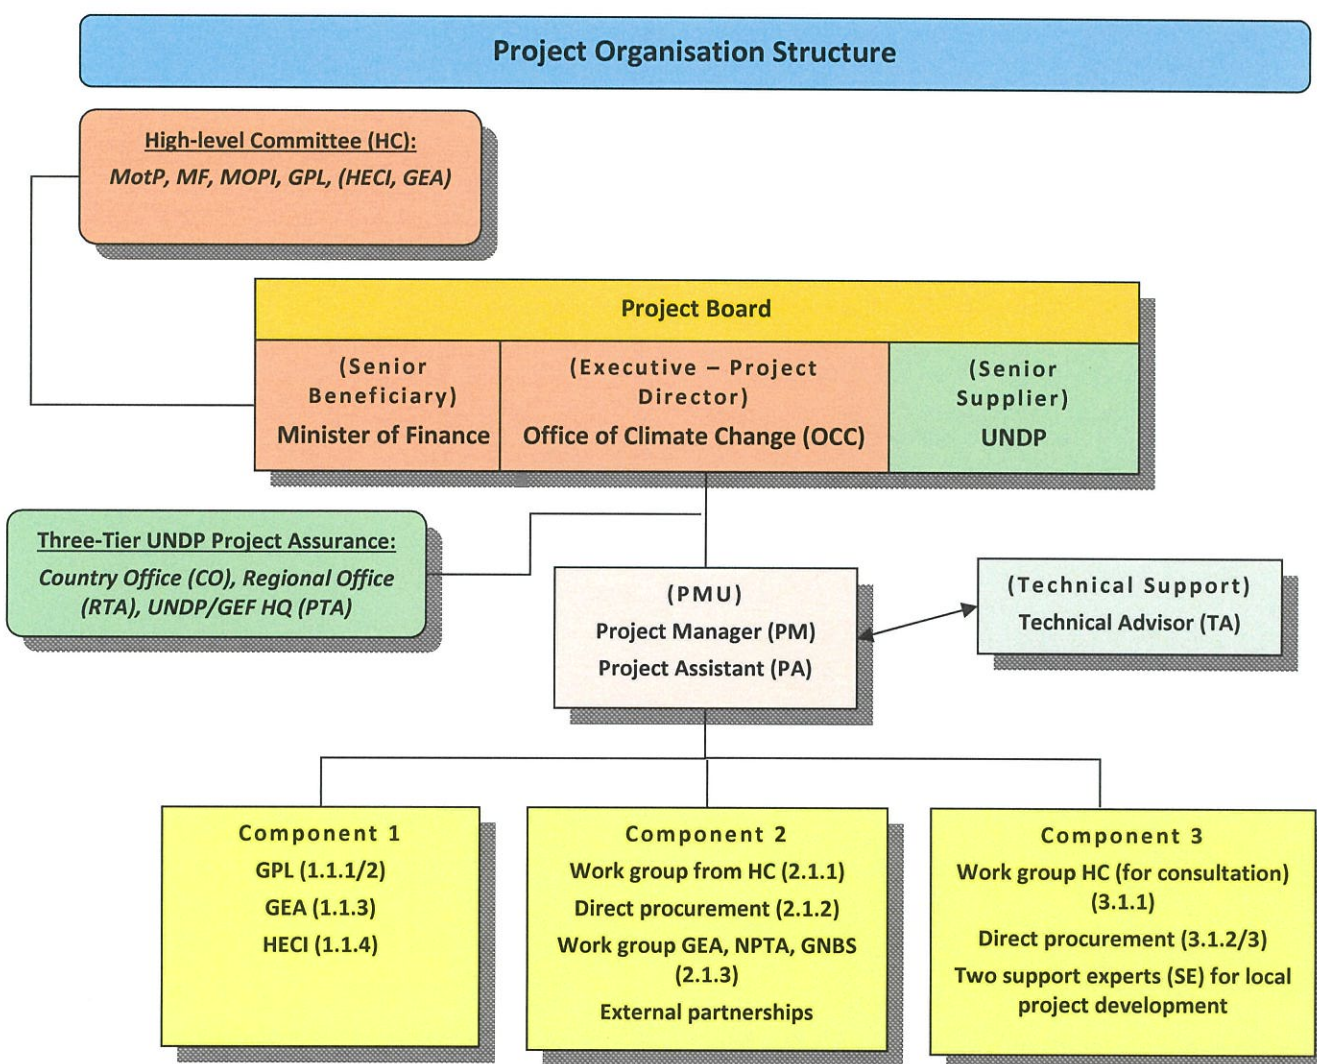 Project Organisation Structure
High-level Committee (HC):
MotP, MF, MOPI, GPL, (HECI, GEA)
Project Board
(Senior
Beneficiary)
Minister of Finance
(Executive – Project
Director)
Office of Climate Change (OCC)
(Senior
Supplier)
UNDP
Three-Tier UNDP Project Assurance:
Country Office (CO), Regional Office
(RTA), UNDP/GEF HQ (PTA)
(PMU)
Project Manager (PM)
Project Assistant (PA)
(Technical Support)
Technical Advisor (TA)
Component 1
GPL (1.1.1/2)
GEA (1.1.3)
HECI (1.1.4)
Component 2
Work group from HC (2.1.1)
Direct procurement (2.1.2)
Work group GEA, NPTA, GNBS
(2.1.3)
External partnerships
Component 3
Work group HC (for consultation)
(3.1.1)
Direct procurement (3.1.2/3)
Two support experts (SE) for local
project development